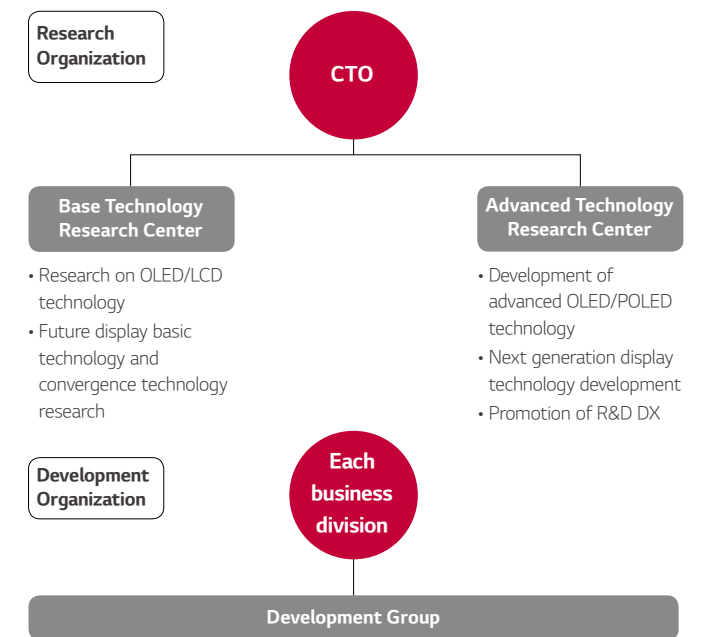 Research
Organization
CTO
Base Technology
Research Center
• Research on OLED/LCD
technology
• Future display basic
technology and
convergence technology
research
Advanced Technology
Research Center
• Development of
advanced OLED/POLED
technology
• Next generation display
technology development
• Promotion of R&D DX
Development
Organization
Each
business
division
Development Group